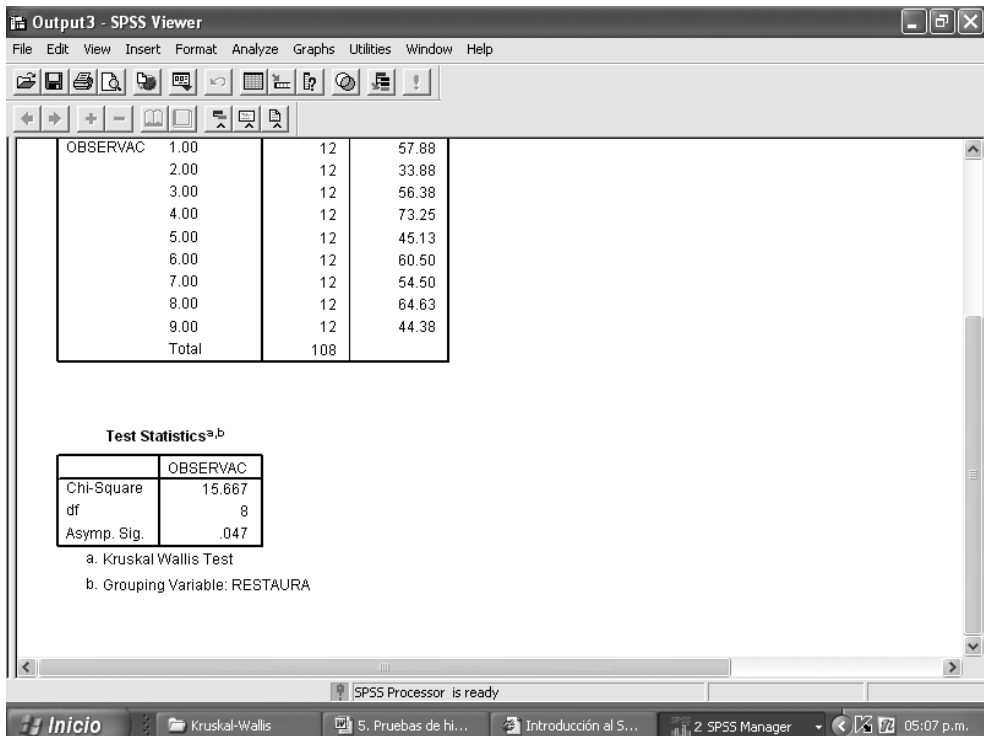 Output3 - SPSS Viewer
File Edit View Insert Format Analyze Graphs Utilities Window Help
OBSERVAC 1.00 12 57.88
2.00 12 33.88
3.00 12 56.38
4.00 12 73.25
5.00 12 45.13
6.00 12 60.50
7.00 12 54.50
8.00 12 64.63
9.00 12 44.38
Total 108
Test Statisticsa,b
OBSERVAC
Chi-Square 15.667
df 8
Asymp. Sig. .047
a. Kruskal Wallis Test
b. Grouping Variable: RESTAURA
SPSS Processor is ready
Inicio Kruskal-Wallis 5. Pruebas de hi... Introducción al S... 2 SPSS Manager 05:07 p.m.